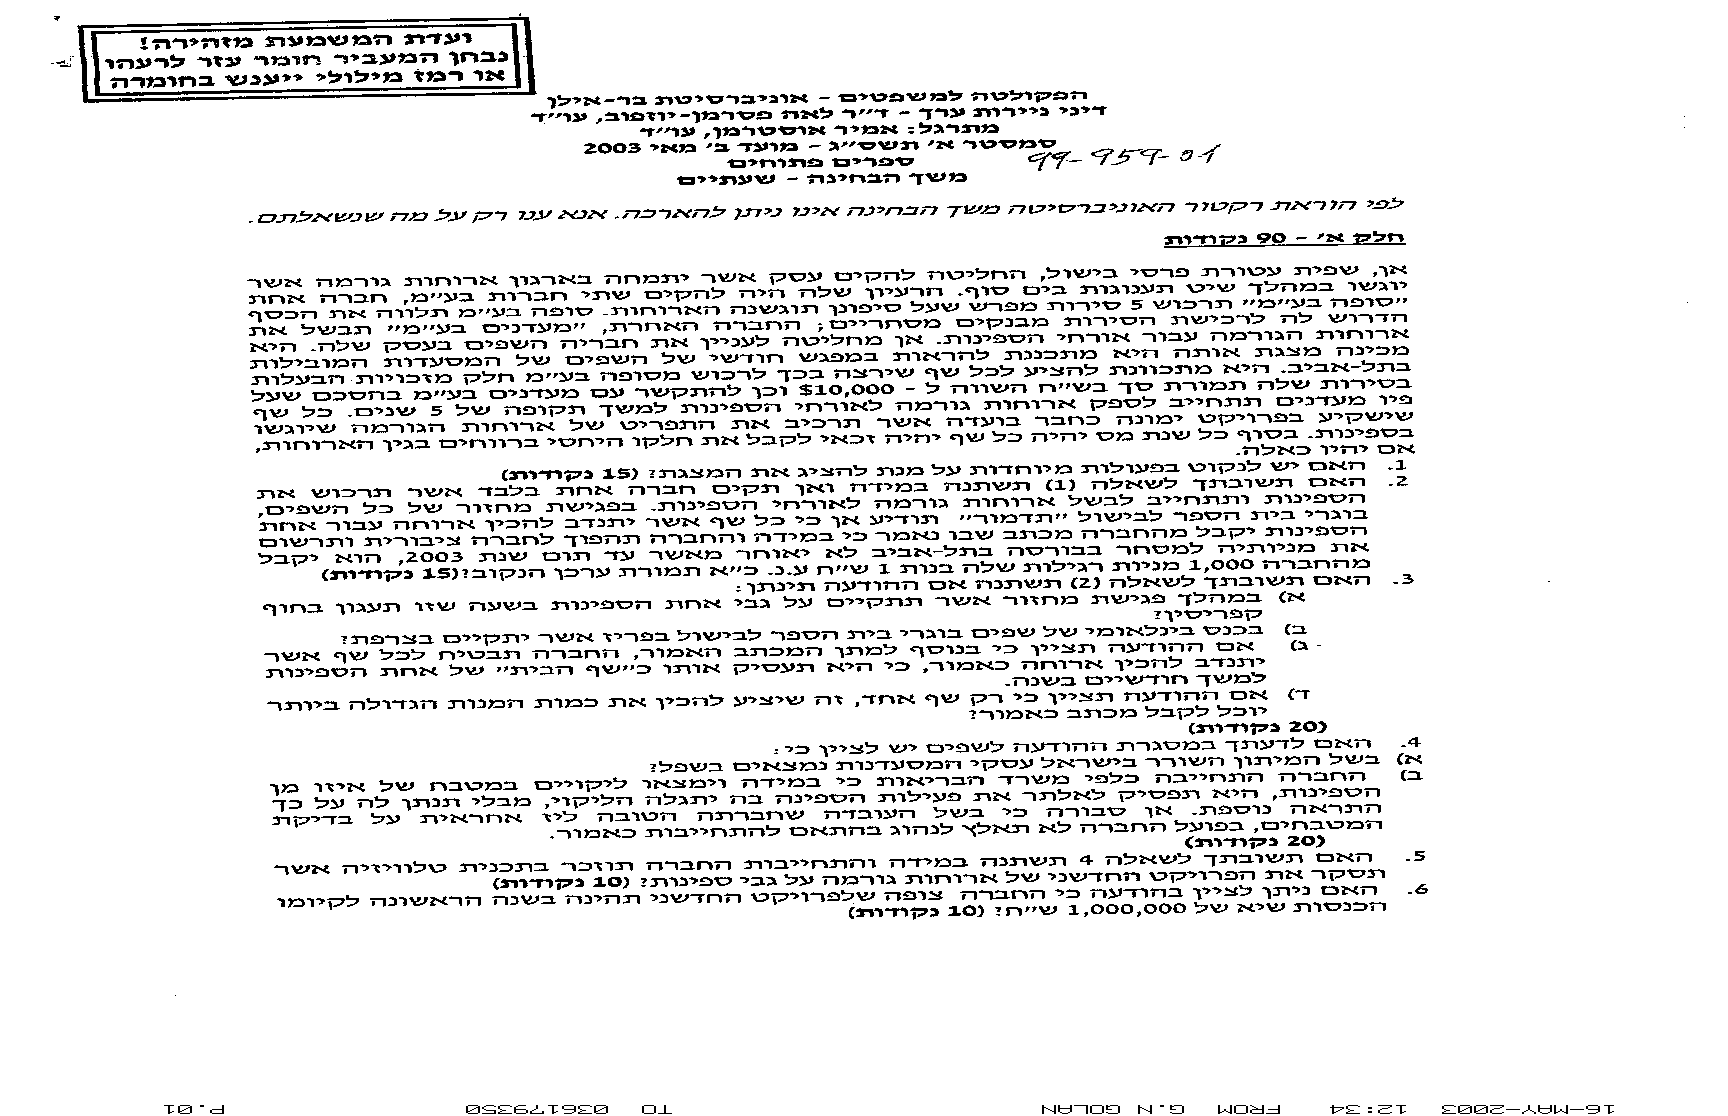 ועדת המשמעת מזהירה!
נבחן המעביר חומר עזר לרעהו
או רמז מילולי ייענש בחומרה
הפקולטה למשפטים - אוניברסיטת בר-אילן
דיני ניירות ערך - ד"ר לאה פסרמן-יוזפוב, עו"ד
מתרגל: אמיר אוסטרמן, עו"ד
סמסטר א' תשס"ג - מועד ב' מאי 2003
99-959-01
ספרים פתוחים
משך הבחינה - שעתיים
לפי הוראת רקטור האוניברסיטה משך הבחינה אינו ניתן להארכה. אנא ענו רק על מה שנשאלתם.
חלק א' - 90 נקודות
אן, שפית עטורת פרסי בישול, החליטה להקים עסק אשר יתמחה בארגון ארוחות גורמה אשר
יוגשו במהלך שיט תענוגות בים סוף. הרעיון שלה היה להקים שתי חברות בע"מ, חברה אחת
"סופה בע"מ" תרכוש 5 סירות מפרש שעל סיפונן תוגשנה הארוחות. סופה בע"מ תלווה את הכסף
הדרוש לה לרכישת הסירות מבנקים מסחריים; החברה האחרת, "מעדנים בע"מ" תבשל את
ארוחות הגורמה עבור אורחי הספינות. אן מחליטה לעניין את חבריה השפים בעסק שלה. היא
מכינה מצגת אותה היא מתכננת להראות במפגש חודשי של השפים של המסעדות המובילות
בתל-אביב. היא מתכוונת להציע לכל שף שירצה בכך לרכוש מסופה בע"מ חלק מזכויות הבעלות
בסירות שלה תמורת סך בש"ח השווה ל - $10,000 וכן להתקשר עם מעדנים בע"מ בהסכם שעל
פיו מעדנים תתחייב לספק ארוחות גורמה לאורחי הספינות למשך תקופה של 5 שנים. כל שף
שישקיע בפרויקט ימונה כחבר בועדה אשר תרכיב את התפריט של ארוחות הגורמה שיוגשו
בספינות. בסוף כל שנת מס יהיה כל שף יהיה זכאי לקבל את חלקו היחסי ברווחים בגין הארוחות,
אם יהיו כאלה.
1. האם יש לנקוט בפעולות מיוחדות על מנת להציג את המצגת? (15 נקודות)
2. האם תשובתך לשאלה (1) תשתנה במידה ואן תקים חברה אחת בלבד אשר תרכוש את
הספינות ותתחייב לבשל ארוחות גורמה לאורחי הספינות. בפגישת מחזור של כל השפים,
בוגרי בית הספר לבישול "תדמור" תודיע אן כי כל שף אשר יתנדב להכין ארוחה עבור אחת
הספינות יקבל מהחברה מכתב שבו נאמר כי במידה והחברה תהפוך לחברה ציבורית ותרשום
את מניותיה למסחר בבורסה בתל-אביב לא יאוחר מאשר עד תום שנת 2003, הוא יקבל
מהחברה 1,000 מניות רגילות שלה בנות 1 ש"ח ע.נ. כ"א תמורת ערכן הנקוב?(15 נקודות)
3. האם תשובתך לשאלה (2) תשתנה אם ההודעה תינתן:
א) במהלך פגישת מחזור אשר תתקיים על גבי אחת הספינות בשעה שזו תעגון בחוף
קפריסין?
ב) בכנס בינלאומי של שפים בוגרי בית הספר לבישול בפריז אשר יתקיים בצרפת?
ג) אם ההודעה תציין כי בנוסף למתן המכתב האמור, החברה תבטיח לכל שף אשר
יתנדב להכין ארוחה כאמור, כי היא תעסיק אותו כ"שף הבית" של אחת הספינות
למשך חודשיים בשנה.
ד) אם ההודעה תציין כי רק שף אחד, זה שיציע להכין את כמות המנות הגדולה ביותר
יוכל לקבל מכתב כאמור?
(20 נקודות)
4. האם לדעתך במסגרת ההודעה לשפים יש לציין כי:
א) בשל המיתון השורר בישראל עסקי המסעדנות נמצאים בשפל?
ב) החברה התחייבה כלפי משרד הבריאות כי במידה וימצאו ליקויים במטבח של איזו מן
הספינות, היא תפסיק לאלתר את פעילות הספינה בה יתגלה הליקוי, מבלי תנתן לה על כך
התראה נוספת. אן סבורה כי בשל העובדה שחברתה הטובה ליז אחראית על בדיקת
המטבחים, בפועל החברה לא תאלץ לנהוג בהתאם להתחייבות כאמור.
(20 נקודות)
5. האם תשובתך לשאלה 4 תשתנה במידה והתחייבות החברה תוזכר בתכנית טלוויזיה אשר
תסקר את הפרויקט החדשני של ארוחות גורמה על גבי ספינות? (10 נקודות)
6. האם ניתן לציין בהודעה כי החברה צופה שלפרויקט החדשני תהינה בשנה הראשונה לקיומו
הכנסות שיא של 1,000,000 ש"ח? (10 נקודות)
16-MAY-2003 12:34 FROM G.N GOLAN TO 036179350 P.01